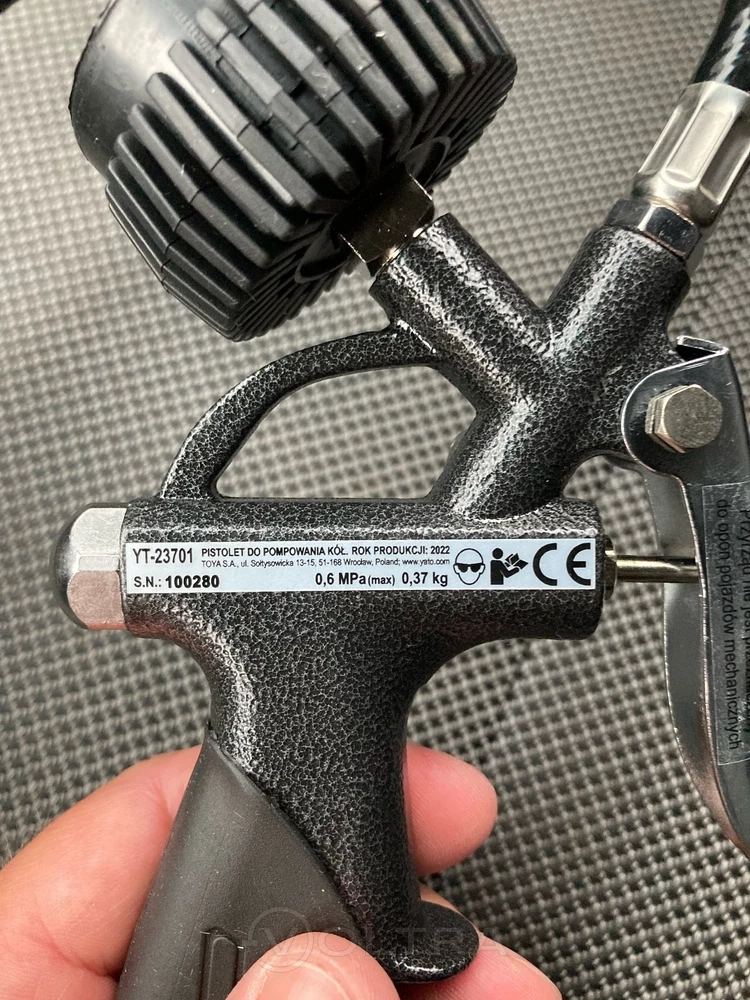 YT-23701 PISTOLET DO POMPOWANIA KÓŁ. ROK PRODUKCJI: 2022
TOYA S.A., ul. Sołtysowicka 13-15, 51-168 Wrocław, Poland; www.yato.com
S.N.: 100280 0,6 MPa (max) 0,37 kg CE
do opon pojazdów mechanicznych
VOLTRA